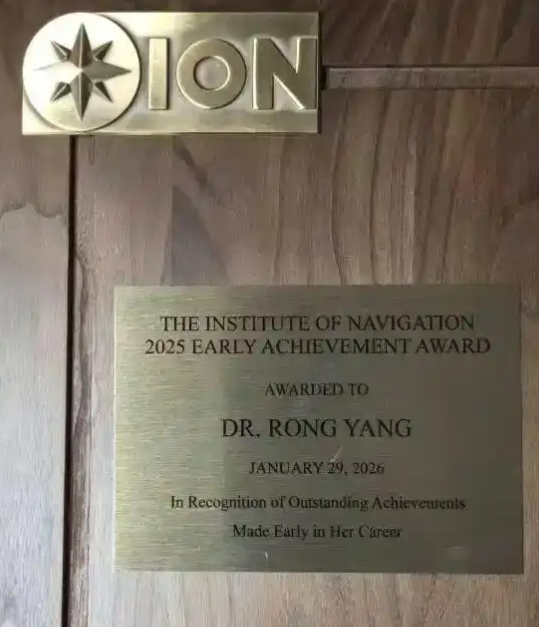 ION
THE INSTITUTE OF NAVIGATION
2025 EARLY ACHIEVEMENT AWARD
AWARDED TO
DR. RONG YANG
JANUARY 29, 2026
In Recognition of Outstanding Achievements
Made Early in Her Career